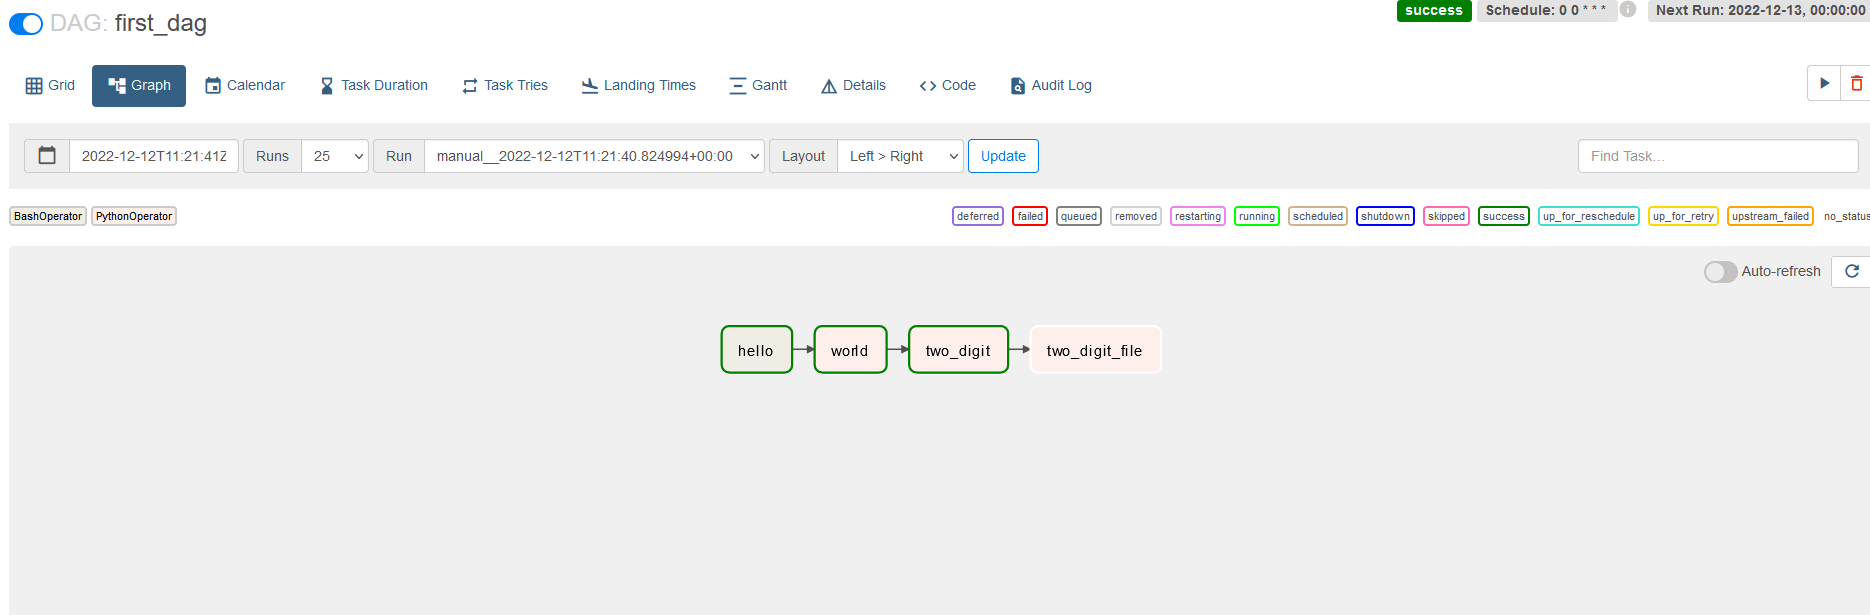 DAG: first_dag
success Schedule: 0 0 * * * i Next Run: 2022-12-13, 00:00:00
Grid Graph Calendar Task Duration Task Tries Landing Times Gantt Details Code Audit Log
2022-12-12T11:21:41Z Runs 25 Run manual__2022-12-12T11:21:40.824994+00:00 Layout Left > Right Update Find Task...
BashOperator PythonOperator
deferred failed queued removed restarting running scheduled shutdown skipped success up_for_reschedule up_for_retry upstream_failed no_status
Auto-refresh
hello world two_digit two_digit_file